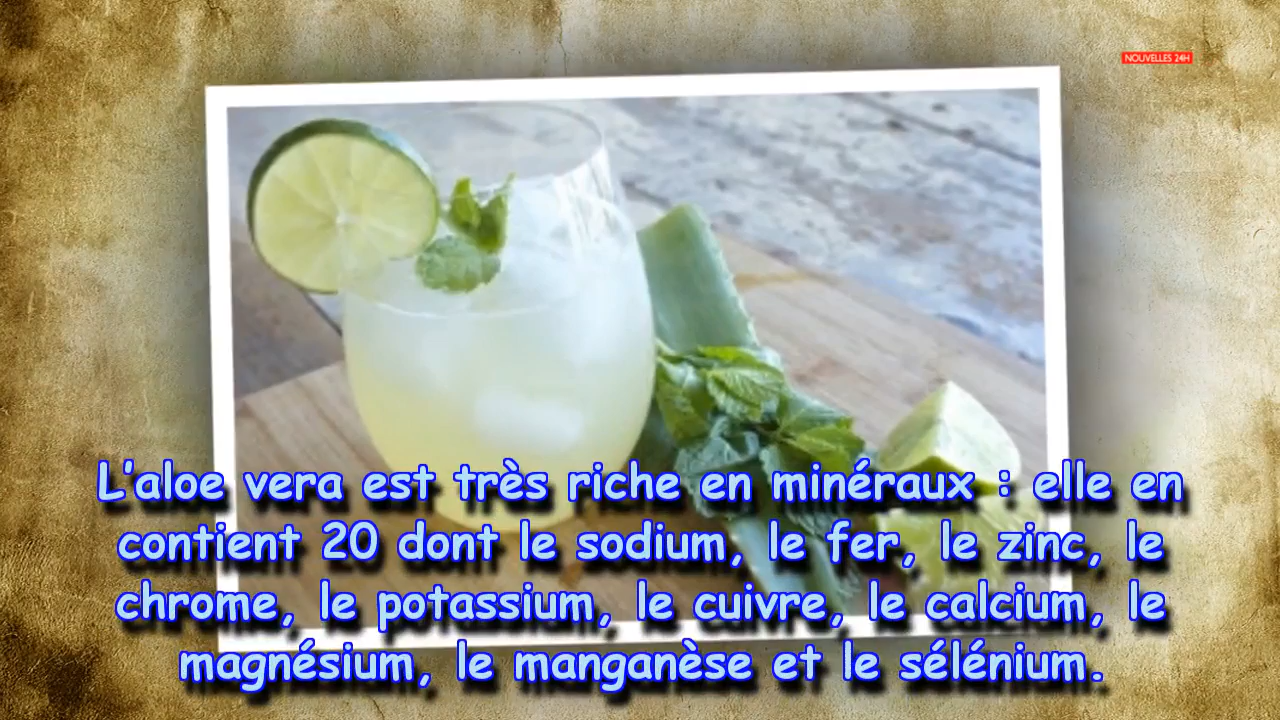 NOUVELLES 24H
L'aloe vera est très riche en minéraux : elle en
contient 20 dont le sodium, le fer, le zinc, le
chrome, le potassium, le cuivre, le calcium, le
magnésium, le manganèse et le sélénium.